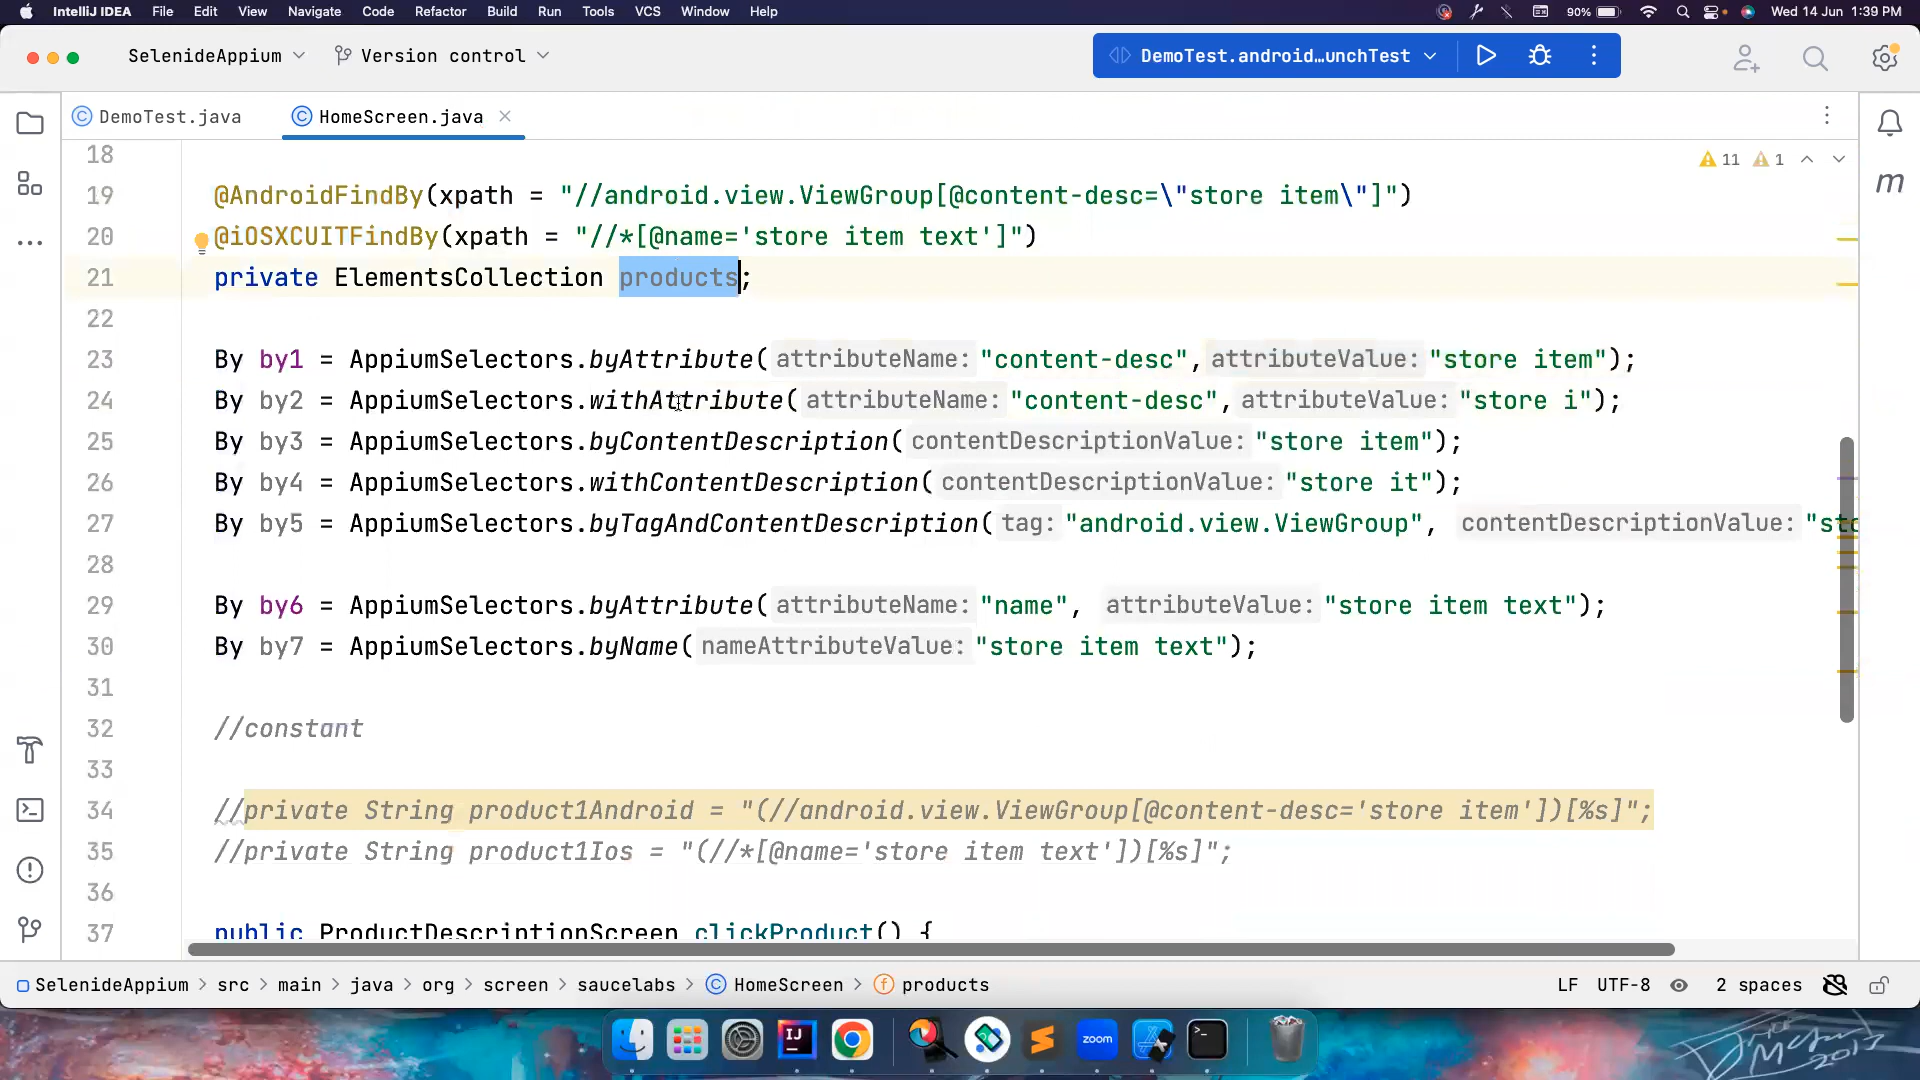 IntelliJ IDEA File Edit View Navigate Code Refactor Build Run Tools VCS Window Help 90% Wed 14 Jun 1:39 PM
SelenideAppium Version control DemoTest.android...unchTest
DemoTest.java HomeScreen.java
11 1
18
19 @AndroidFindBy(xpath = "//android.view.ViewGroup[@content-desc=\"store item\"]")
20 @iOSXCUITFindBy(xpath = "//*[@name='store item text']")
21 private ElementsCollection products;
22
23 By by1 = AppiumSelectors.byAttribute( attributeName: "content-desc", attributeValue: "store item");
24 By by2 = AppiumSelectors.withAttribute( attributeName: "content-desc", attributeValue: "store i");
25 By by3 = AppiumSelectors.byContentDescription( contentDescriptionValue: "store item");
26 By by4 = AppiumSelectors.withContentDescription( contentDescriptionValue: "store it");
27 By by5 = AppiumSelectors.byTagAndContentDescription( tag: "android.view.ViewGroup", contentDescriptionValue: "sto
28
29 By by6 = AppiumSelectors.byAttribute( attributeName: "name", attributeValue: "store item text");
30 By by7 = AppiumSelectors.byName( nameAttributeValue: "store item text");
31
32 //constant
33
34 //private String product1Android = "(//android.view.ViewGroup[@content-desc='store item'])[%s]";
35 //private String product1Ios = "(//*[@name='store item text'])[%s]";
36
37 public ProductDescriptionScreen clickProduct() {
SelenideAppium > src > main > java > org > screen > saucelabs > HomeScreen > products LF UTF-8 2 spaces
zoom
2017